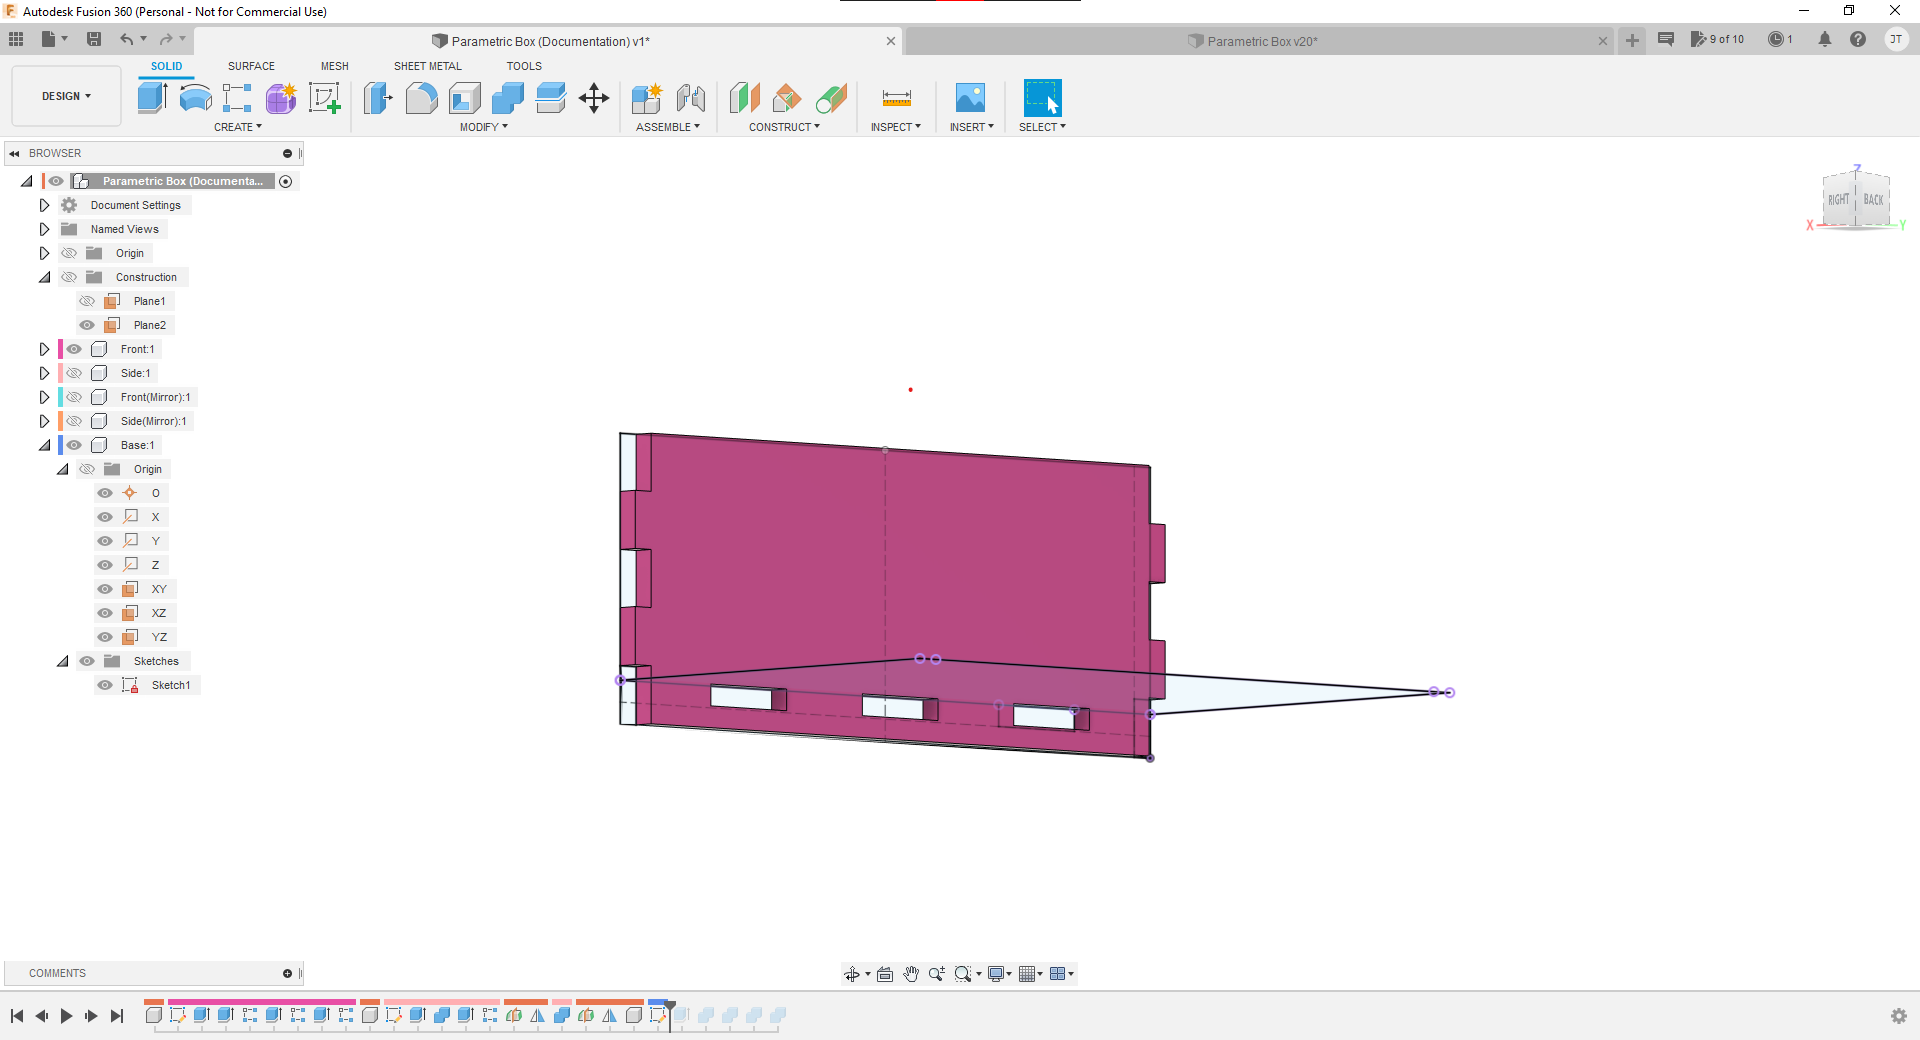 Autodesk Fusion 360 (Personal - Not for Commercial Use)
Parametric Box (Documentation) v1*
Parametric Box v20*
9 of 10
1
JT
DESIGN
SOLID
SURFACE
MESH
SHEET METAL
TOOLS
CREATE
MODIFY
ASSEMBLE
CONSTRUCT
INSPECT
INSERT
SELECT
BROWSER
Parametric Box (Documenta...
Document Settings
Named Views
Origin
Construction
Plane1
Plane2
Front:1
Side:1
Front(Mirror):1
Side(Mirror):1
Base:1
Origin
O
X
Y
Z
XY
XZ
YZ
Sketches
Sketch1
Z
RIGHT
BACK
X
Y
COMMENTS